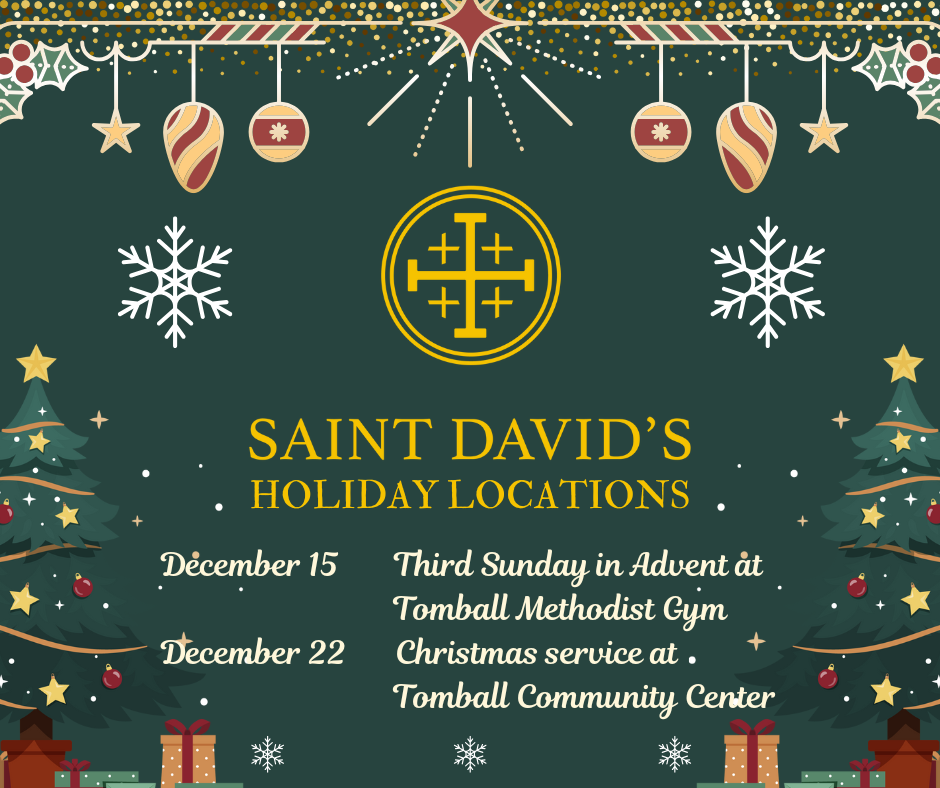 SAINT DAVID'S
HOLIDAY LOCATIONS
December 15 Third Sunday in Advent at
Tomball Methodist Gym
December 22 Christmas service at
Tomball Community Center